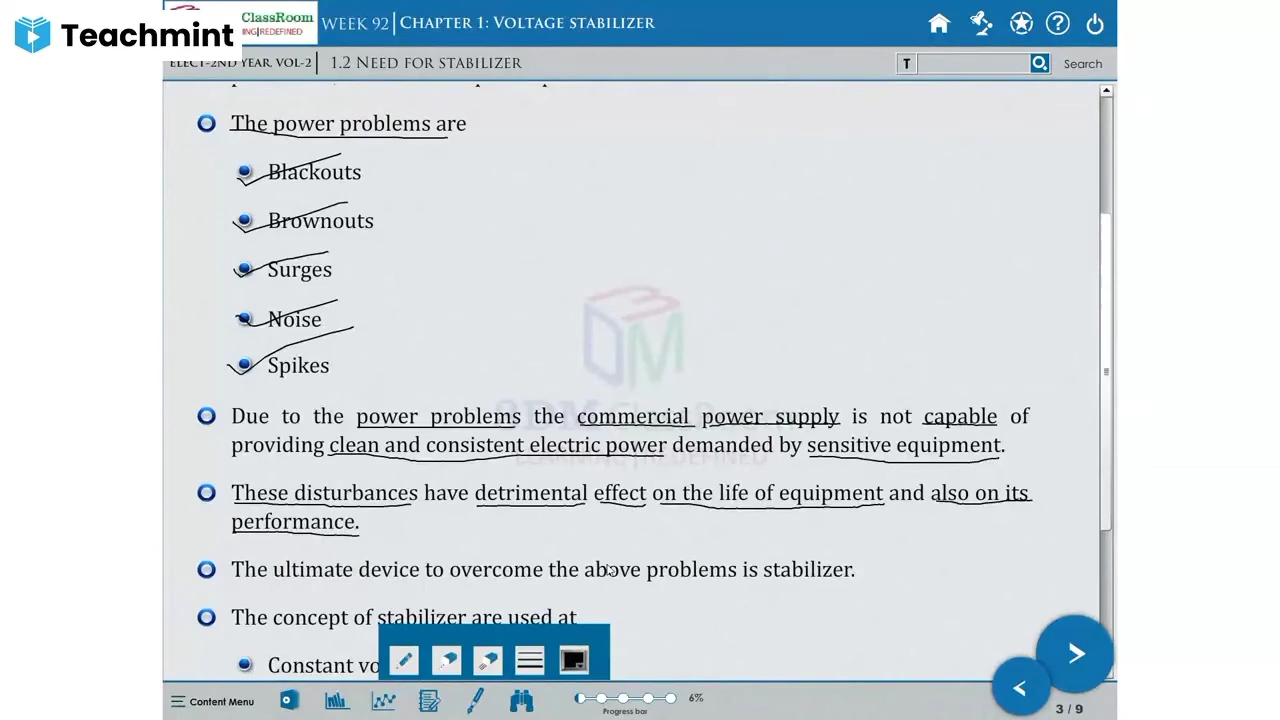 Teachmint
ClassRoom
NG|REDEFINED
WEEK 92 | CHAPTER 1: VOLTAGE STABILIZER
ELECT-2ND YEAR, VOL-2 | 1.2 NEED FOR STABILIZER
T
Search
The power problems are
Blackouts
Brownouts
Surges
Noise
Spikes
Due to the power problems the commercial power supply is not capable of
providing clean and consistent electric power demanded by sensitive equipment.
These disturbances have detrimental effect on the life of equipment and also on its
performance.
The ultimate device to overcome the above problems is stabilizer.
The concept of stabilizer are used at
Constant vo
Content Menu
6%
Progress bar
3 / 9